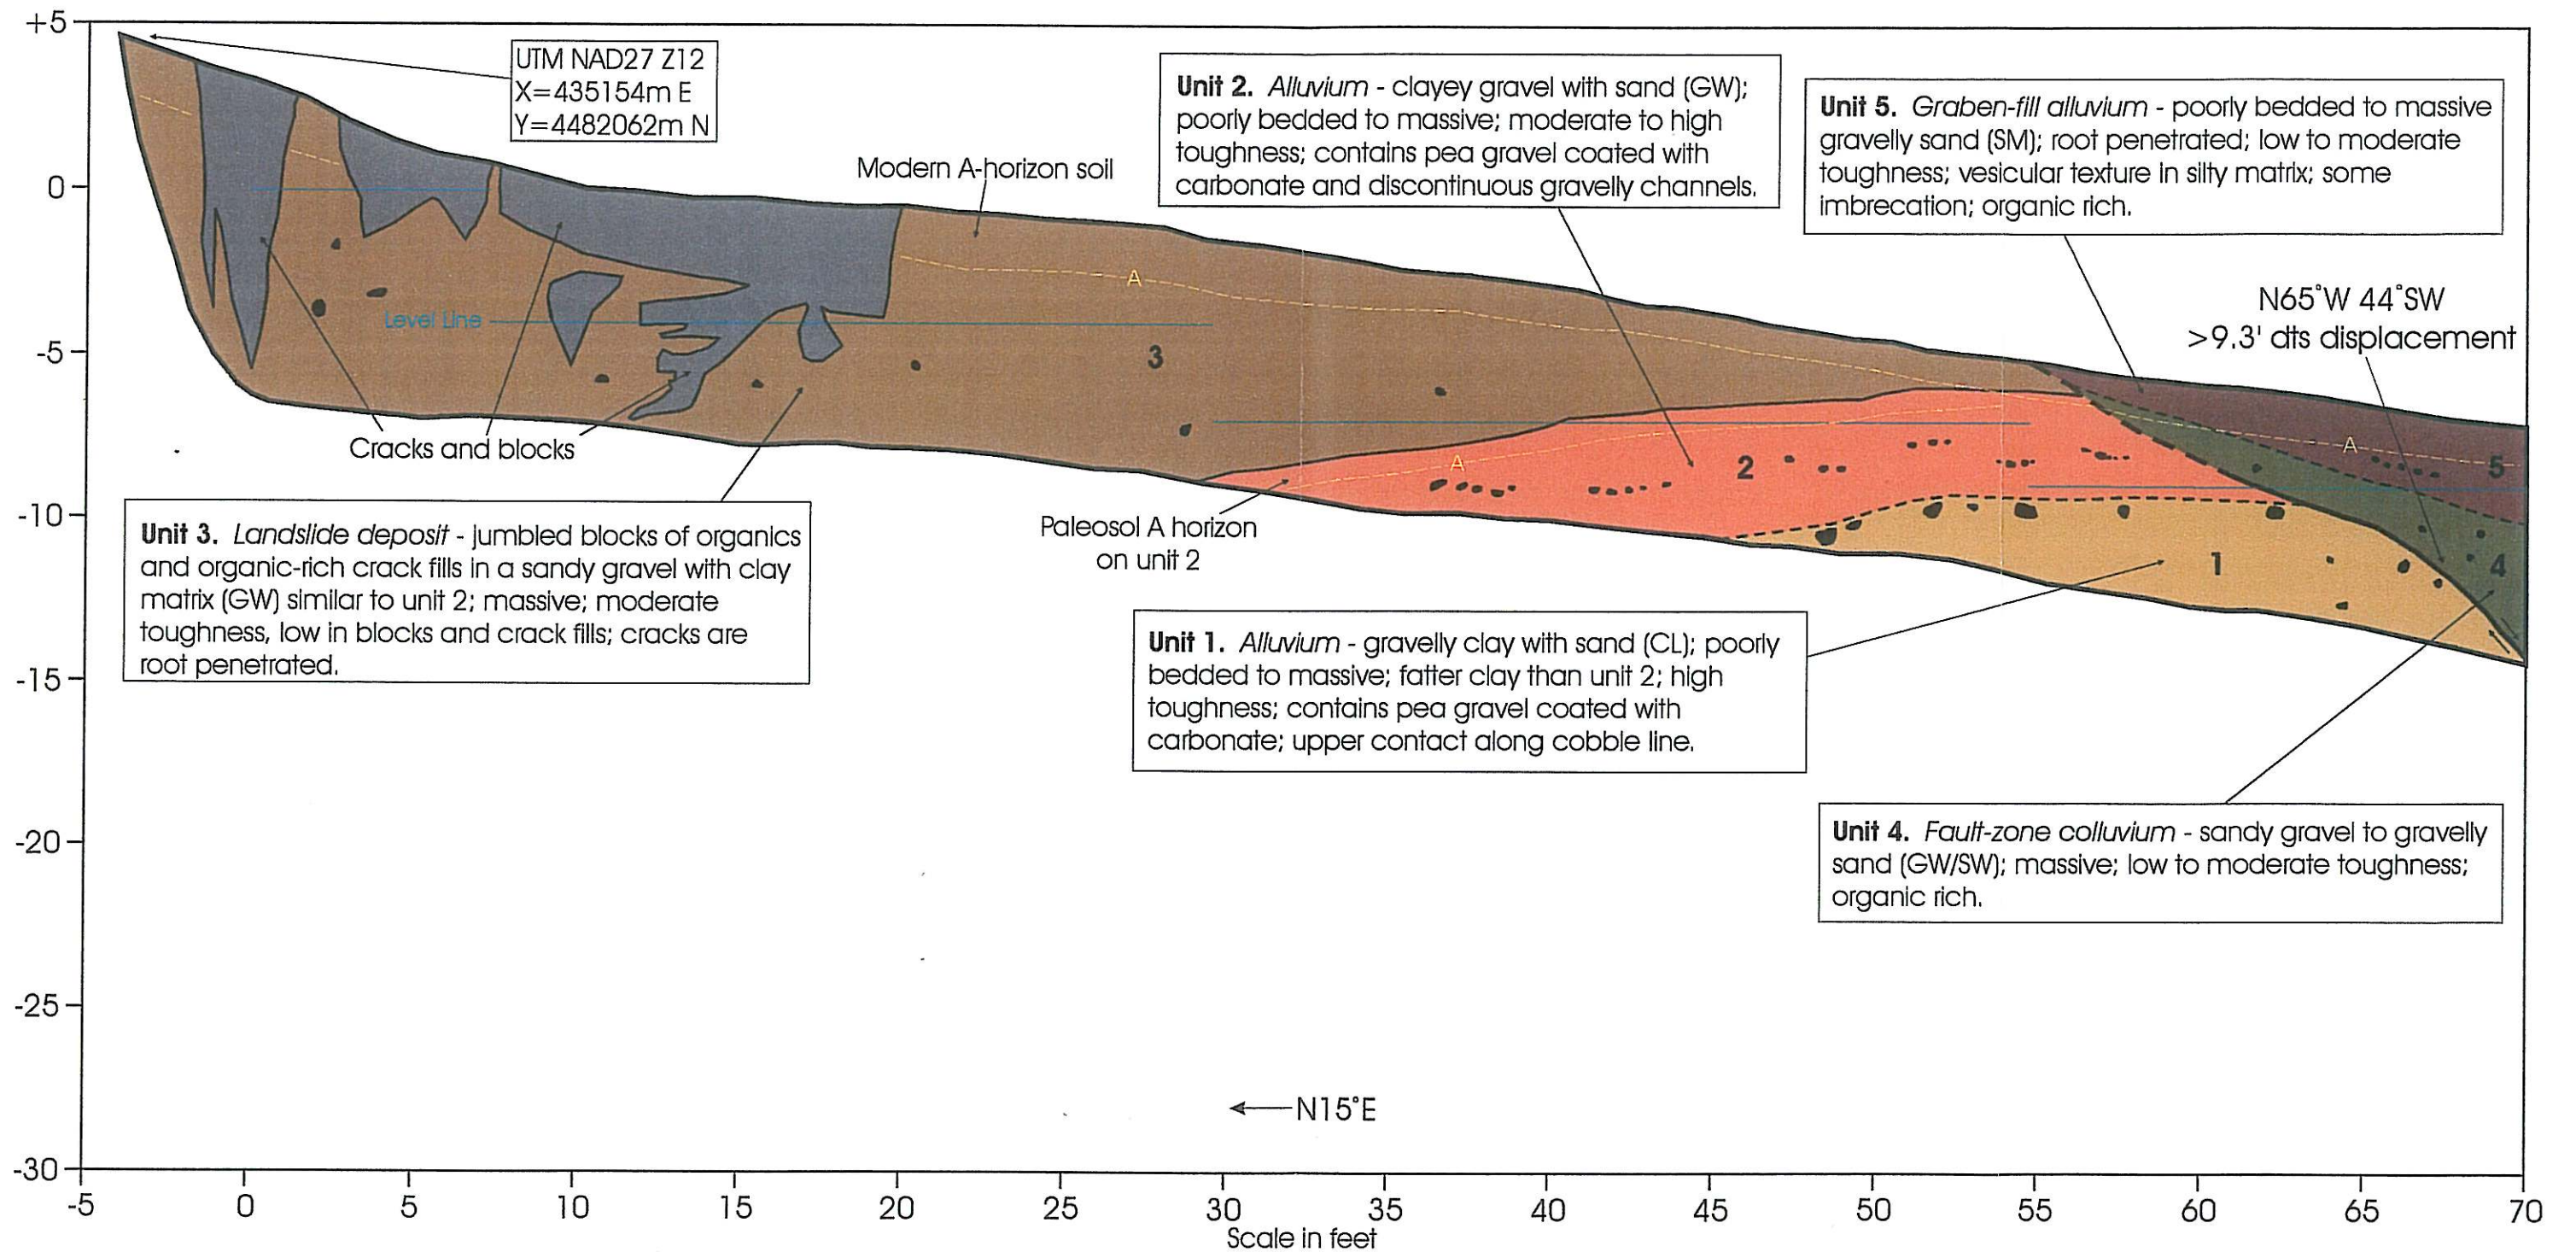 +5
UTM NAD27 Z12
X=435154m E
Y=4482062m N
Unit 2. Alluvium - clayey gravel with sand (GW);
poorly bedded to massive; moderate to high
toughness; contains pea gravel coated with
carbonate and discontinuous gravelly channels.
Unit 5. Graben-fill alluvium - poorly bedded to massive
gravelly sand (SM); root penetrated; low to moderate
toughness; vesicular texture in silty matrix; some
imbrecation; organic rich.
Modern A-horizon soil
0
A
N65°W 44°SW
>9.3' dts displacement
Level Line
-5
3
Cracks and blocks
A
2
A
5
-10
Paleosol A horizon
on unit 2
1
4
Unit 3. Landslide deposit - jumbled blocks of organics
and organic-rich crack fills in a sandy gravel with clay
matrix (GW) similar to unit 2; massive; moderate
toughness, low in blocks and crack fills; cracks are
root penetrated.
-15
Unit 1. Alluvium - gravelly clay with sand (CL); poorly
bedded to massive; fatter clay than unit 2; high
toughness; contains pea gravel coated with
carbonate; upper contact along cobble line.
-20
Unit 4. Fault-zone colluvium - sandy gravel to gravelly
sand (GW/SW); massive; low to moderate toughness;
organic rich.
-25
N15°E
-30
-5 0 5 10 15 20 25 30 35 40 45 50 55 60 65 70
Scale in feet